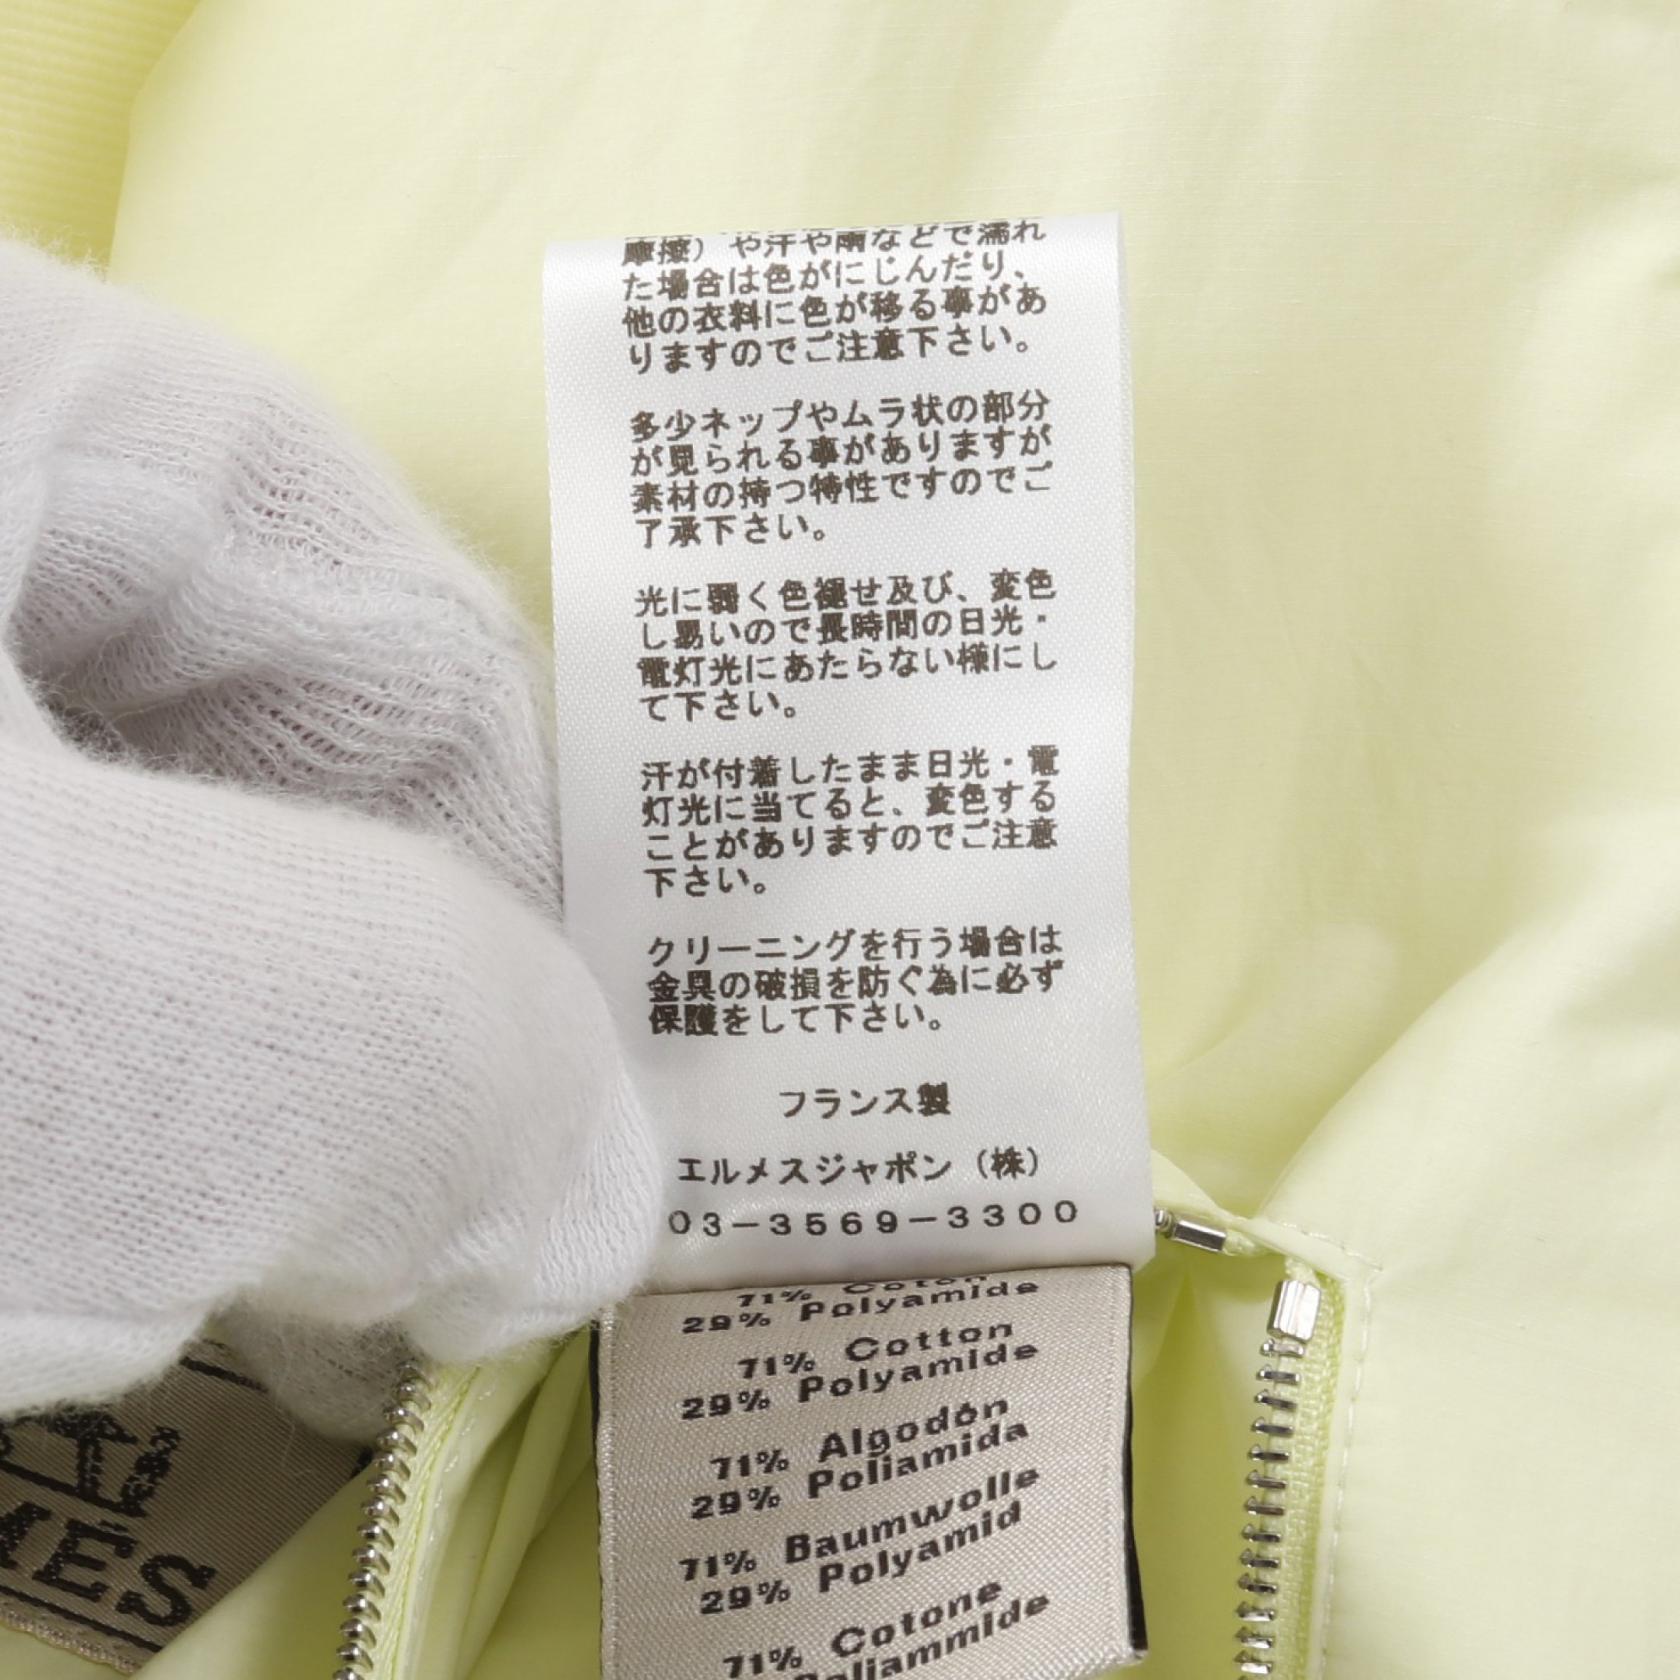 摩擦）や汗や雨などで濡れ
た場合は色がにじんだり、
他の衣料に色が移る事があ
りますのでご注意下さい。
多少ネップやムラ状の部分
が見られる事がありますが
素材の持つ特性ですのでご
了承下さい。
光に弱く色褪せ及び、変色
し易いので長時間の日光・
電灯光にあたらない様にし
て下さい。
汗が付着したまま日光・電
灯光に当てると、変色する
ことがありますのでご注意
下さい。
クリーニングを行う場合は
金具の破損を防ぐ為に必ず
保護をして下さい。
フランス製
エルメスジャポン（株）
03－3569－3300
71% Coton
29% Polyamide
71% Cotton
29% Polyamide
71% Algodón
29% Poliamida
71% Baumwolle
29% Polyamid
71% Cotone
MES